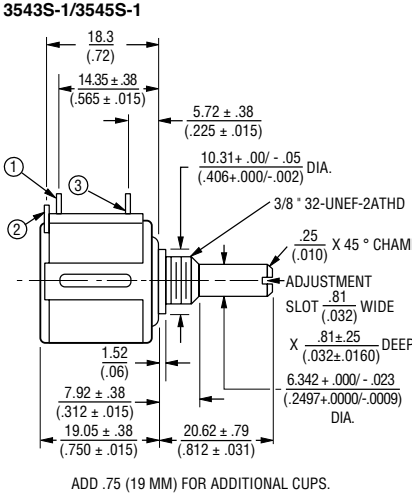 3543S-1/3545S-1
18.3
(.72)
14.35 ± .38
(.565 ± .015)
5.72 ± .38
(.225 ± .015)
10.31+ .00/ - .05
(.406+.000/-.002) DIA.
1
3
2
3/8 " 32-UNEF-2ATHD
.25
(.010) X 45 ° CHAM
ADJUSTMENT
SLOT .81
(.032) WIDE
X .81±.25
(.032±.0160) DEEP
1.52
(.06)
7.92 ± .38
(.312 ± .015)
6.342 + .000/ - .023
(.2497+.0000/-.0009)
DIA.
19.05 ± .38
(.750 ± .015)
20.62 ± .79
(.812 ± .031)
ADD .75 (19 MM) FOR ADDITIONAL CUPS.